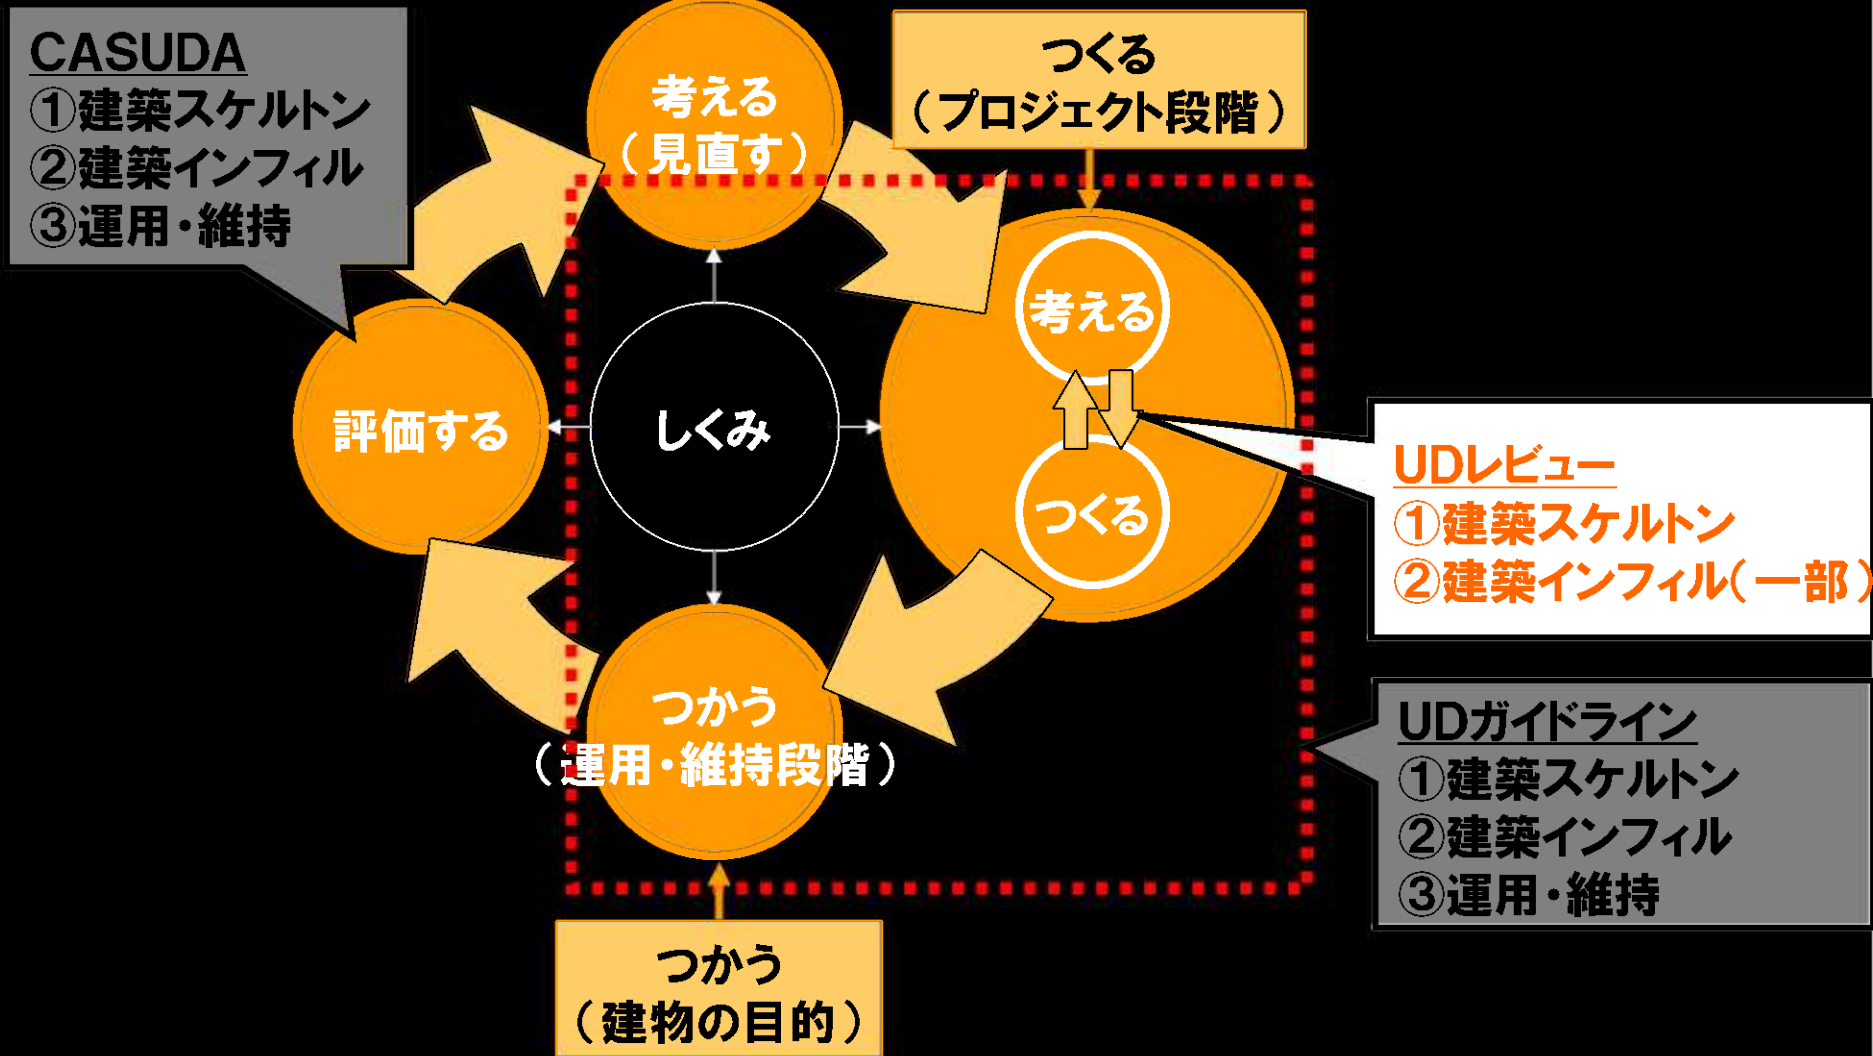 CASUDA
①建築スケルトン
②建築インフィル
③運用・維持
考える
（見直す）
つくる
（プロジェクト段階）
考える
つくる
評価する
しくみ
つかう
（運用・維持段階）
つかう
（建物の目的）
UDレビュー
①建築スケルトン
②建築インフィル（一部）
UDガイドライン
①建築スケルトン
②建築インフィル
③運用・維持